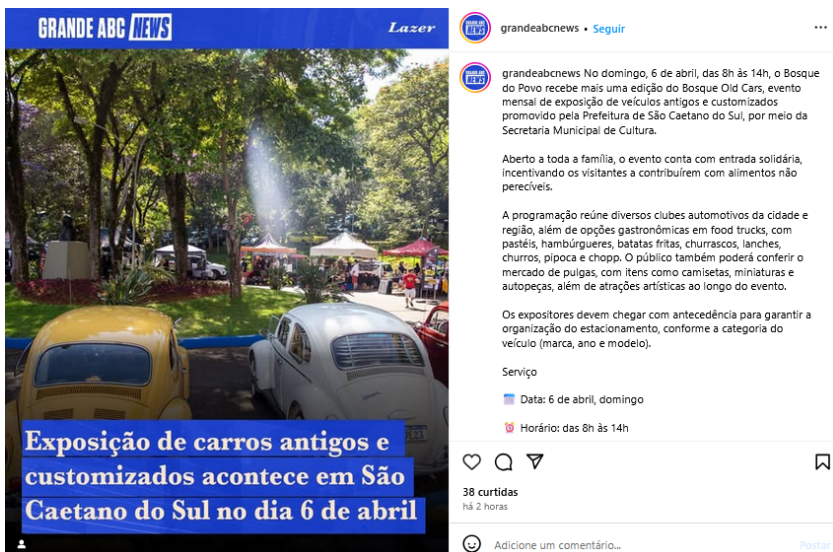 GRANDE ABC NEWS
Lazer
Exposição de carros antigos e
customizados acontece em São
Caetano do Sul no dia 6 de abril
grandeabcnews • Seguir
grandeabcnews No domingo, 6 de abril, das 8h às 14h, o Bosque
do Povo recebe mais uma edição do Bosque Old Cars, evento
mensal de exposição de veículos antigos e customizados
promovido pela Prefeitura de São Caetano do Sul, por meio da
Secretaria Municipal de Cultura.
Aberto a toda a família, o evento conta com entrada solidária,
incentivando os visitantes a contribuírem com alimentos não
perecíveis.
A programação reúne diversos clubes automotivos da cidade e
região, além de opções gastronômicas em food trucks, com
pastéis, hambúrgueres, batatas fritas, churrascos, lanches,
churros, pipoca e chopp. O público também poderá conferir o
mercado de pulgas, com itens como camisetas, miniaturas e
autopeças, além de atrações artísticas ao longo do evento.
Os expositores devem chegar com antecedência para garantir a
organização do estacionamento, conforme a categoria do
veículo (marca, ano e modelo).
Serviço
Data: 6 de abril, domingo
Horário: das 8h às 14h
38 curtidas
há 2 horas
Adicione um comentário...
Postar